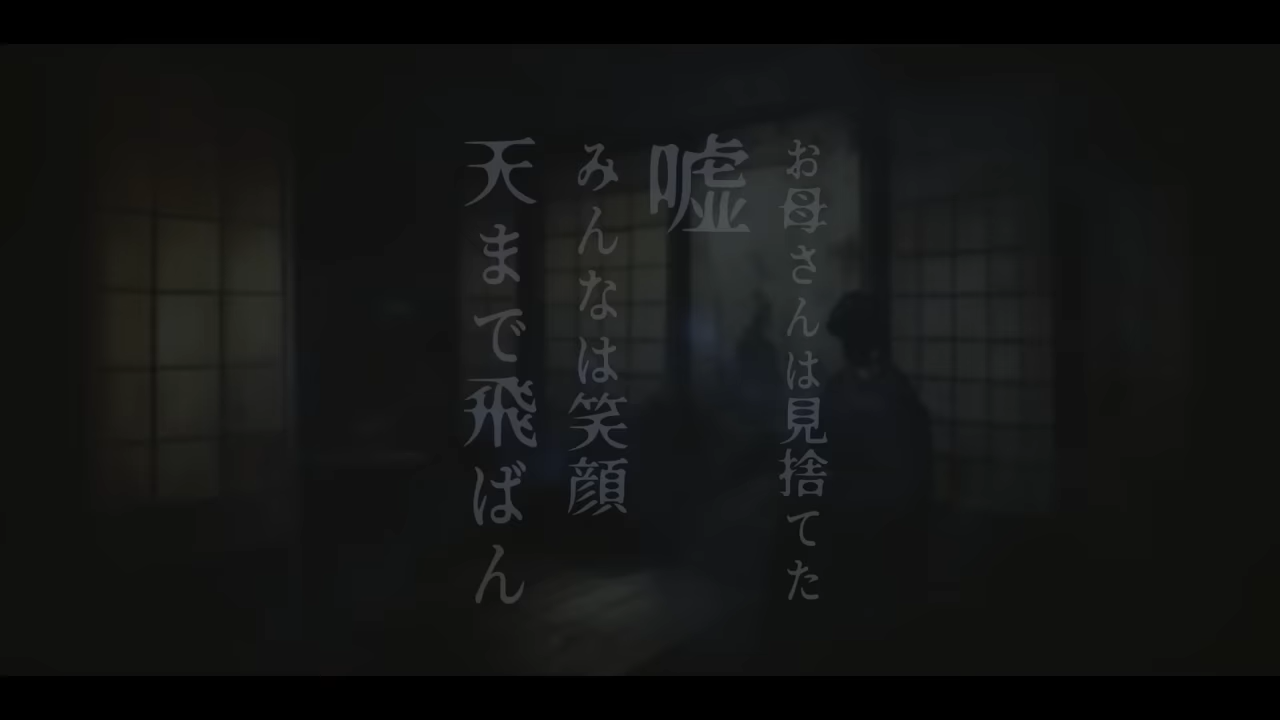 お母さんは見捨てた
嘘
みんなは笑顔
天まで飛ばん